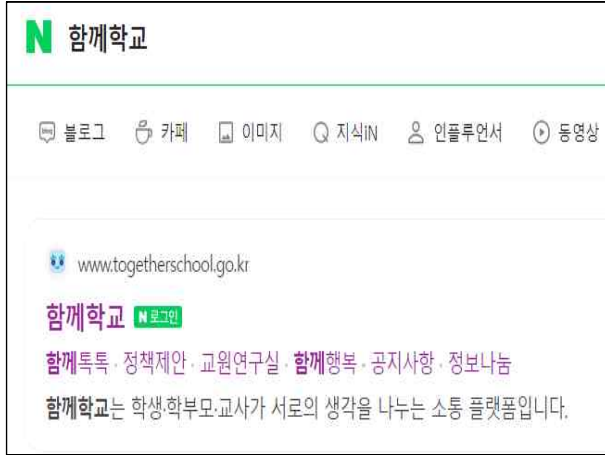 N 함께학교
블로그 카페 이미지 지식iN 인플루언서 동영상
www.togetherschool.go.kr
함께학교 N 로그인
함께톡톡 · 정책제안 · 교원연구실 · 함께행복 · 공지사항 · 정보나눔
함께학교는 학생·학부모·교사가 서로의 생각을 나누는 소통 플랫폼입니다.